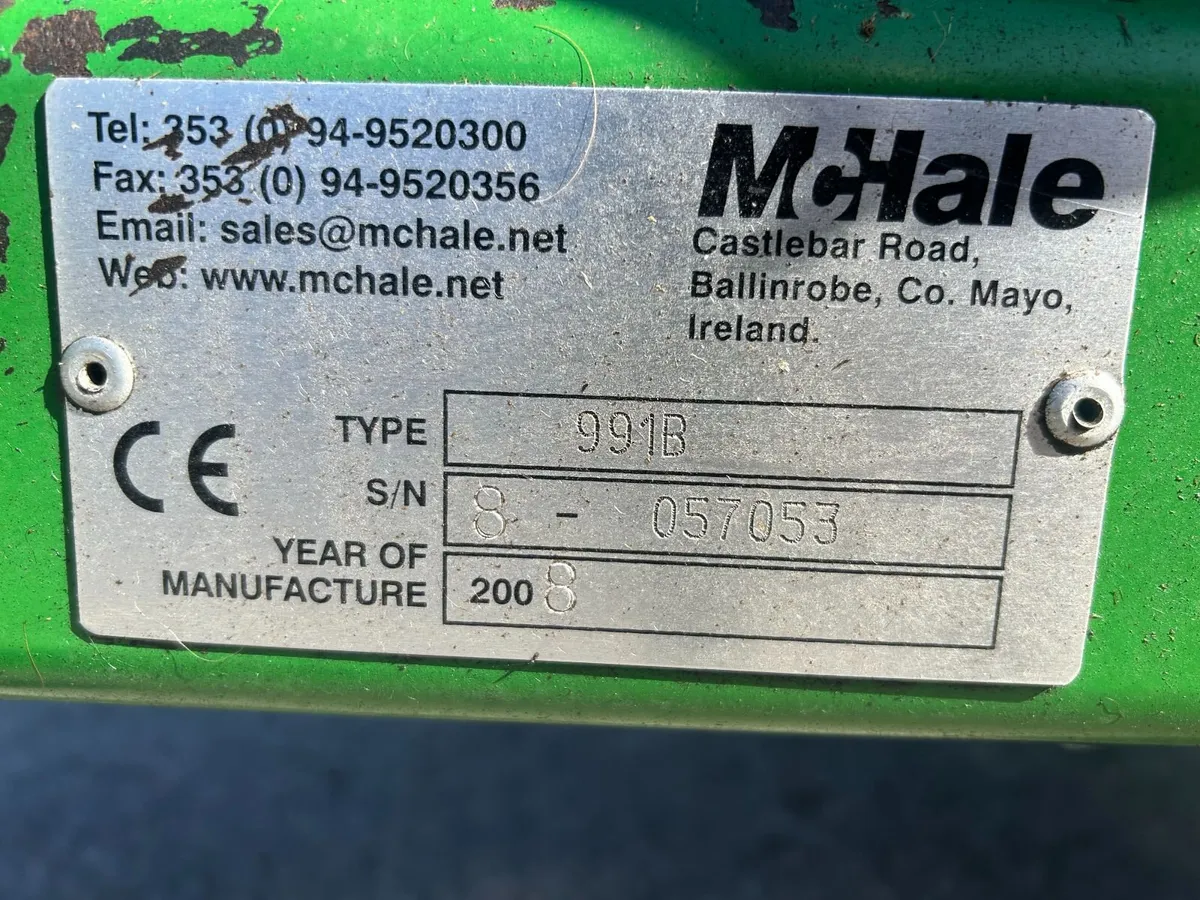 Tel: 353 (0) 94-9520300
Fax: 353 (0) 94-9520356
Email: sales@mchale.net
Web: www.mchale.net
McHale
Castlebar Road,
Ballinrobe, Co. Mayo,
Ireland.
CE
TYPE 991B
S/N 8 - 057053
YEAR OF
MANUFACTURE 2008